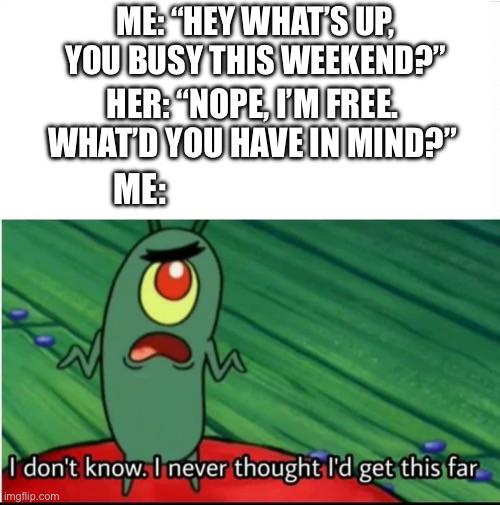 ME: “HEY WHAT’S UP,
YOU BUSY THIS WEEKEND?”
HER: “NOPE, I’M FREE.
WHAT’D YOU HAVE IN MIND?”
ME:
I don't know. I never thought I'd get this far
imgflip.com